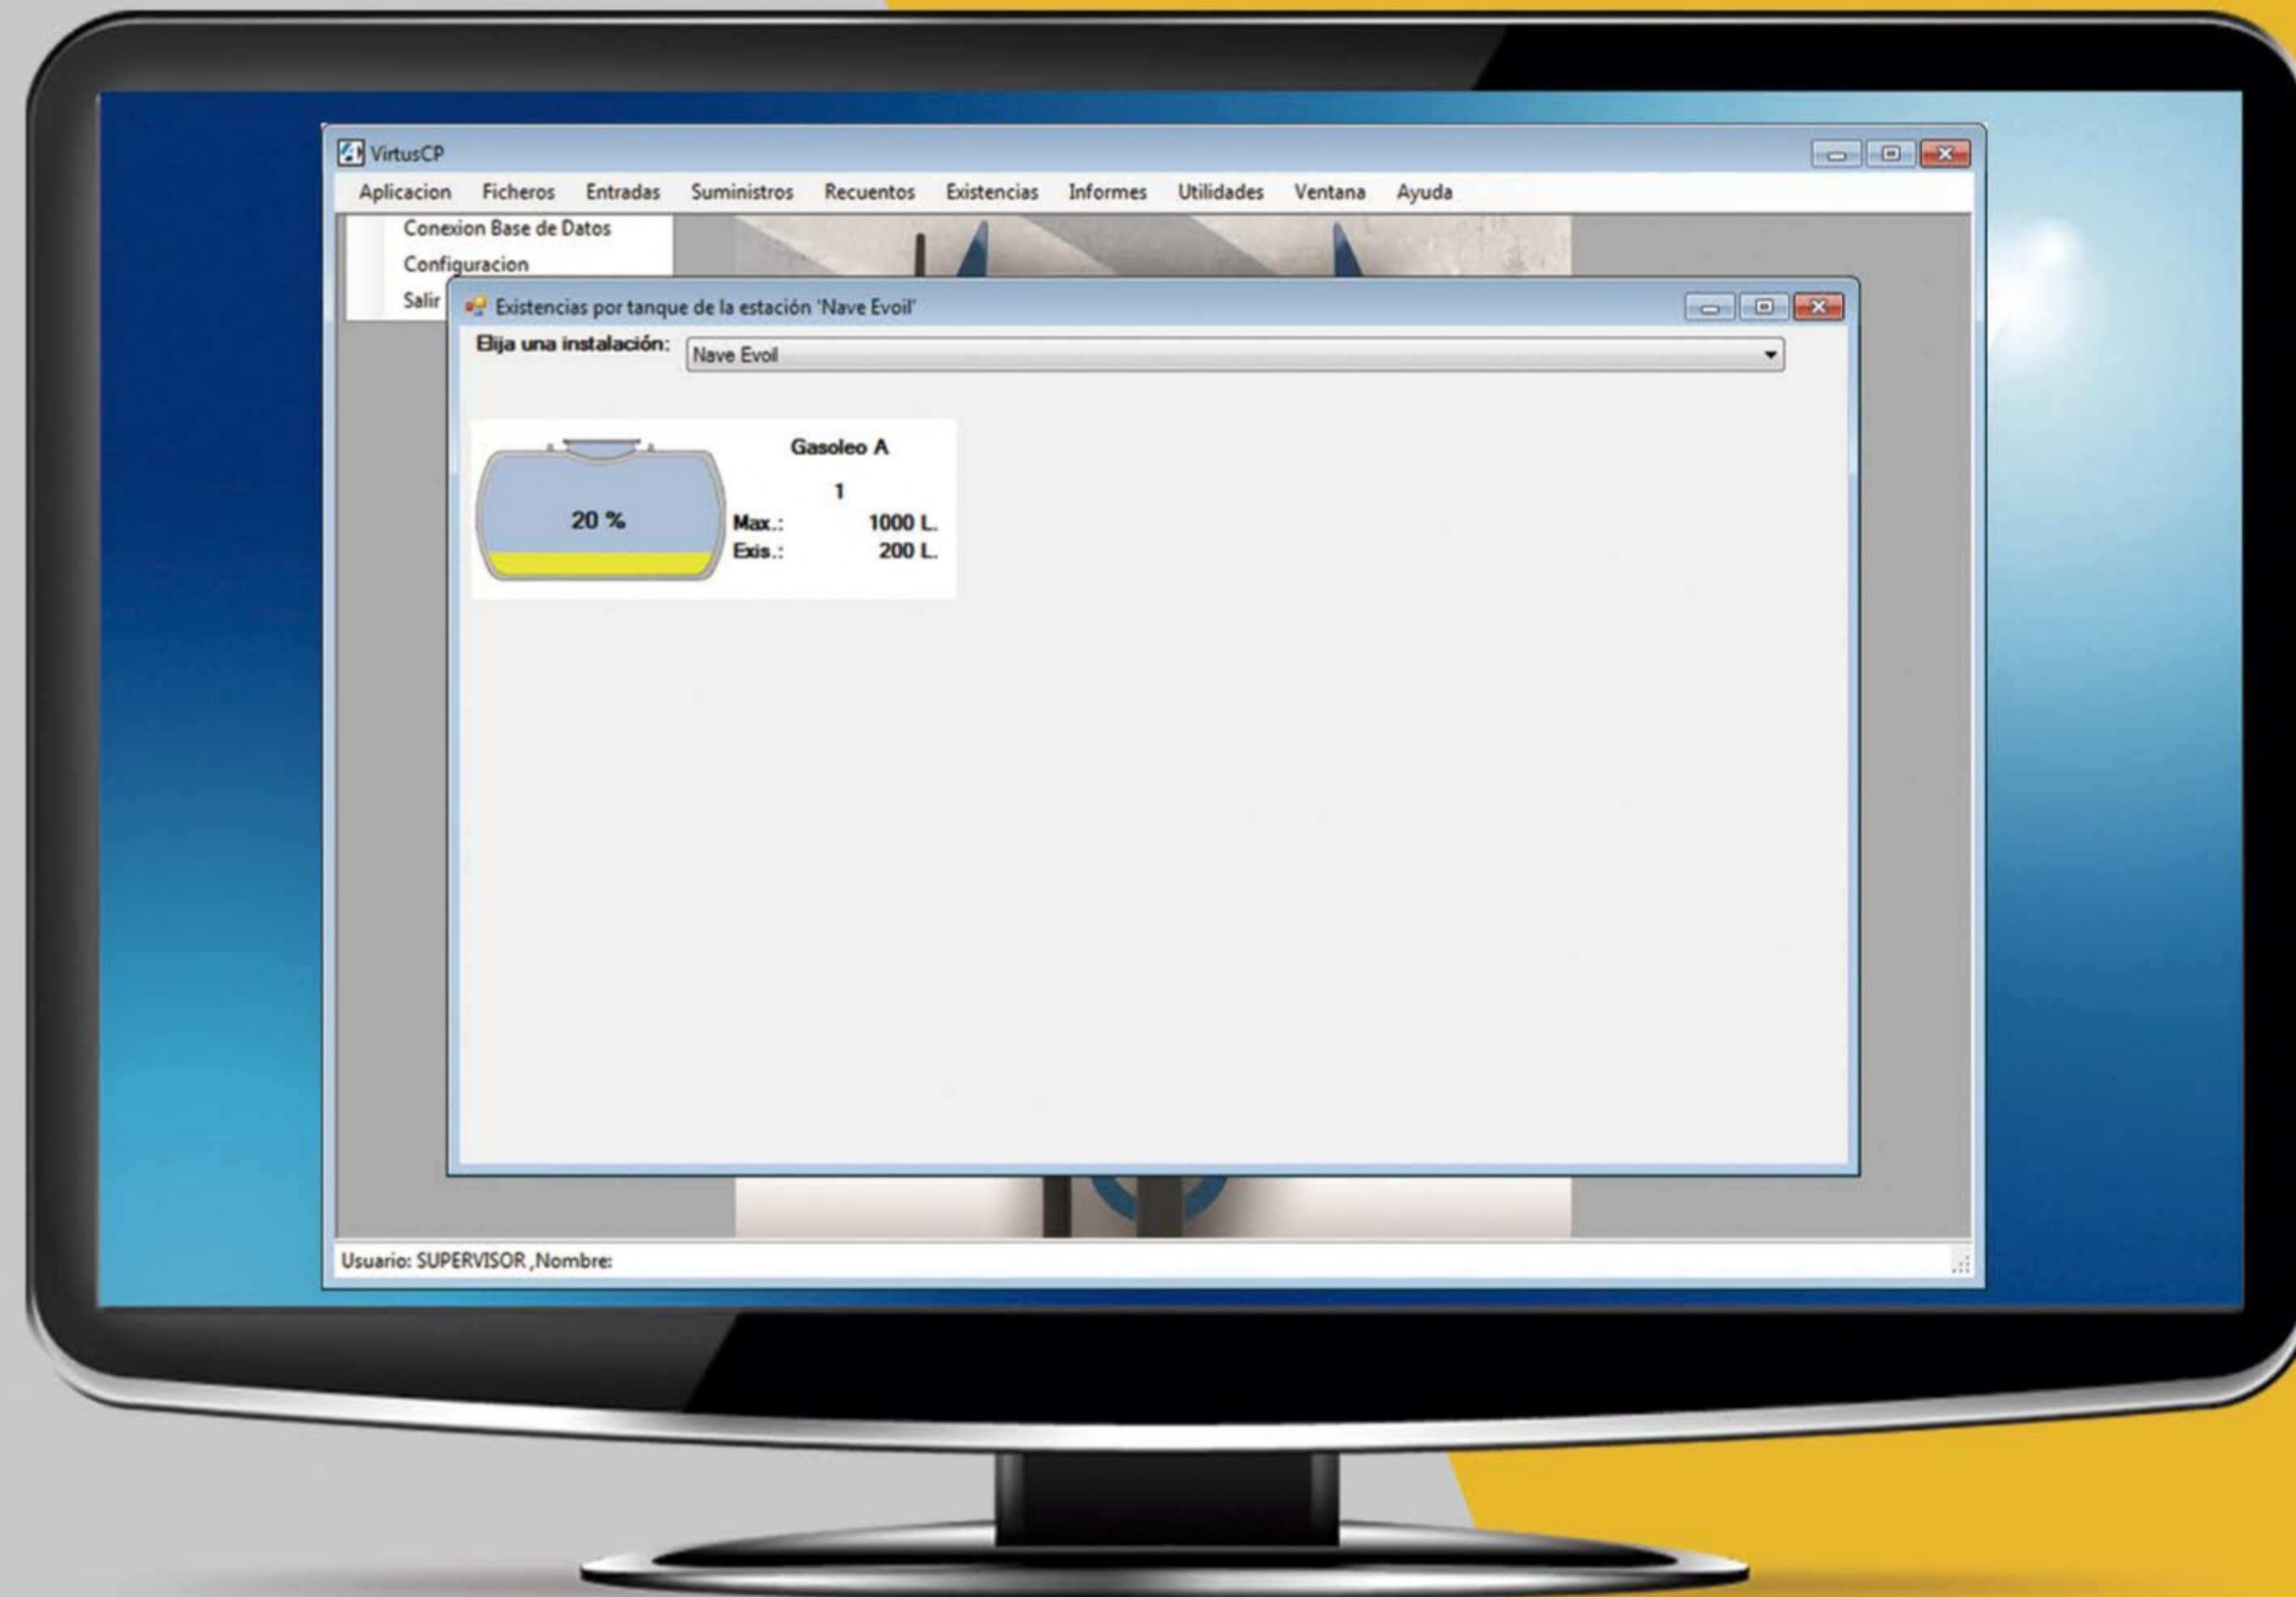 VirtusCP
Aplicacion Ficheros Entradas Suministros Recuentos Existencias Informes Utilidades Ventana Ayuda
Conexion Base de Datos
Configuracion
Salir
Existencias por tanque de la estación 'Nave Evoil'
Elija una instalación: Nave Evoil
Gasoleo A
1
20 %
Max.: 1000 L.
Exis.: 200 L.
Usuario: SUPERVISOR ,Nombre: